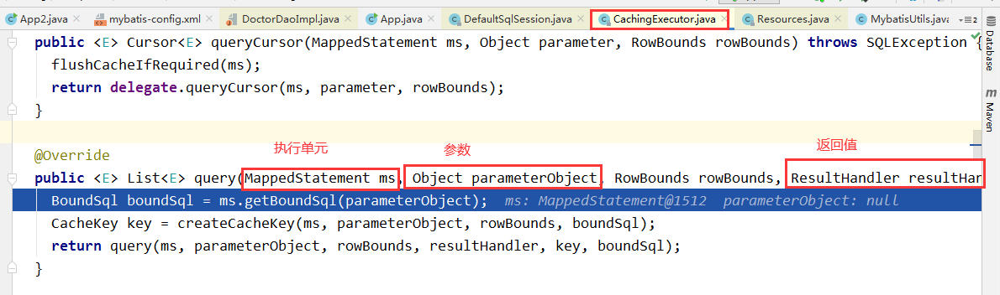 App2.java mybatis-config.xml DoctorDaoImpl.java App.java DefaultSqlSession.java CachingExecutor.java Resources.java MybatisUtils.java 2
public <E> Cursor<E> queryCursor(MappedStatement ms, Object parameter, RowBounds rowBounds) throws SQLException {
flushCacheIfRequired(ms);
return delegate.queryCursor(ms, parameter, rowBounds);
}
执行单元 参数 返回值
@Override
public <E> List<E> query(MappedStatement ms, Object parameterObject, RowBounds rowBounds, ResultHandler resultHan
BoundSql boundSql = ms.getBoundSql(parameterObject); ms: MappedStatement@1512 parameterObject: null
CacheKey key = createCacheKey(ms, parameterObject, rowBounds, boundSql);
return query(ms, parameterObject, rowBounds, resultHandler, key, boundSql);
}
Database
m Maven